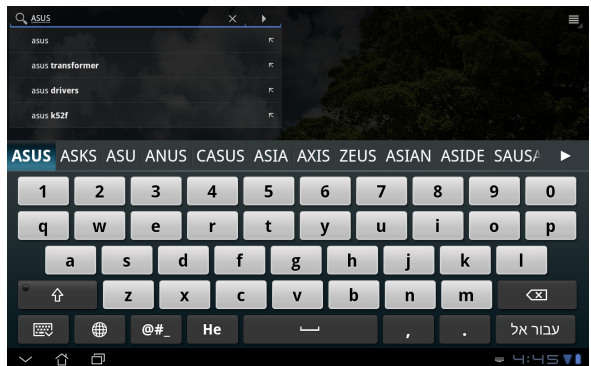 ASUS
asus
asus transformer
asus drivers
asus k52f
ASUS ASKS ASU ANUS CASUS ASIA AXIS ZEUS ASIAN ASIDE SAUSA
1 2 3 4 5 6 7 8 9 0
q w e r t y u i o p
a s d f g h j k l
z x c v b n m
@#_ He , . עבור אל
4:45